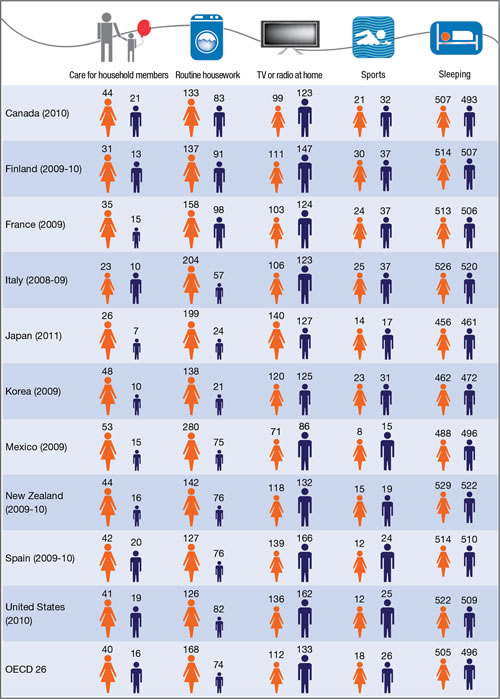 Care for household members Routine housework TV or radio at home Sports Sleeping
44 21 133 83 99 123 21 32 507 493
Canada (2010)
31 13 137 91 111 147 30 37 514 507
Finland (2009-10)
35 15 158 98 103 124 24 37 513 506
France (2009)
23 10 204 57 106 123 25 37 526 520
Italy (2008-09)
26 7 199 24 140 127 14 17 456 461
Japan (2011)
48 10 138 21 120 125 23 31 462 472
Korea (2009)
53 15 280 75 71 86 8 15 488 496
Mexico (2009)
44 16 142 76 118 132 15 19 529 522
New Zealand
(2009-10)
42 20 127 76 139 166 12 24 514 510
Spain (2009-10)
41 19 126 82 136 162 12 25 522 509
United States
(2010)
40 16 168 74 112 133 18 26 505 496
OECD 26